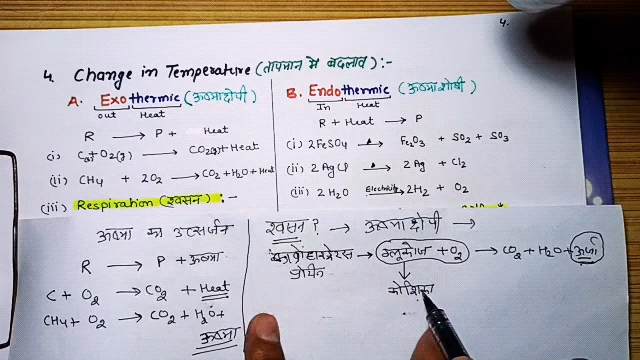 4.
4. Change in Temperature (तापमान में बदलाव) :-
A. Exothermic (ऊष्माक्षेपी)
out Heat
R ⟶ P + Heat
(i) C(s) + O₂(g) ⟶ CO₂(g) + Heat
(ii) CH₄ + 2O₂ ⟶ CO₂ + H₂O + Heat
(iii) Respiration (श्वसन) :-
B. Endothermic (ऊष्माशोषी)
In Heat
R + Heat ⟶ P
(i) 2FeSO₄ ⟶ Fe₂O₃ + SO₂ + SO₃
(ii) 2AgCl ⟶ 2Ag + Cl₂
(iii) 2H₂O Electricity⟶ 2H₂ + O₂
ऊष्मा का उत्सर्जन
R ⟶ P + ऊष्मा
C + O₂ ⟶ CO₂ + Heat
CH₄ + O₂ ⟶ CO₂ + H₂O +
ऊष्मा
श्वसन ? → ऊष्माक्षेपी →
ग्लूकोज + O₂ → CO₂ + H₂O + ऊर्जा
प्रोटीन
कोशिका